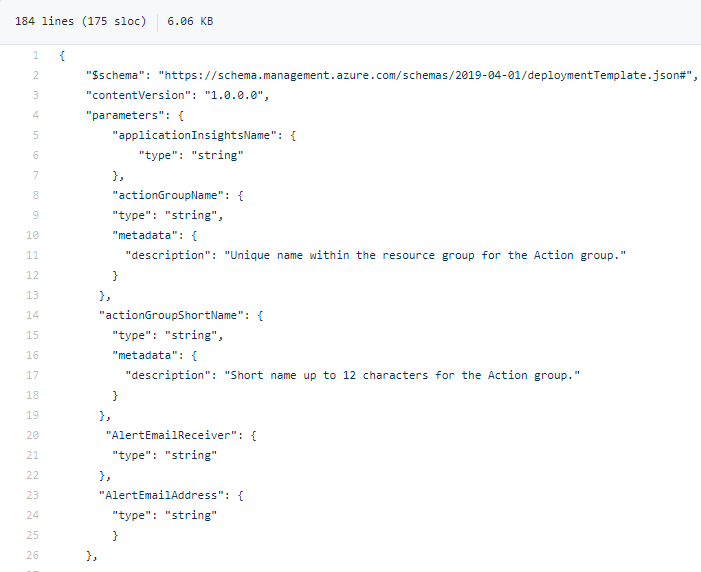 184 lines (175 sloc) 6.06 KB
1 {
2 "$schema": "https://schema.management.azure.com/schemas/2019-04-01/deploymentTemplate.json#",
3 "contentVersion": "1.0.0.0",
4 "parameters": {
5 "applicationInsightsName": {
6 "type": "string"
7 },
8 "actionGroupName": {
9 "type": "string",
10 "metadata": {
11 "description": "Unique name within the resource group for the Action group."
12 }
13 },
14 "actionGroupShortName": {
15 "type": "string",
16 "metadata": {
17 "description": "Short name up to 12 characters for the Action group."
18 }
19 },
20 "AlertEmailReceiver": {
21 "type": "string"
22 },
23 "AlertEmailAddress": {
24 "type": "string"
25 }
26 },